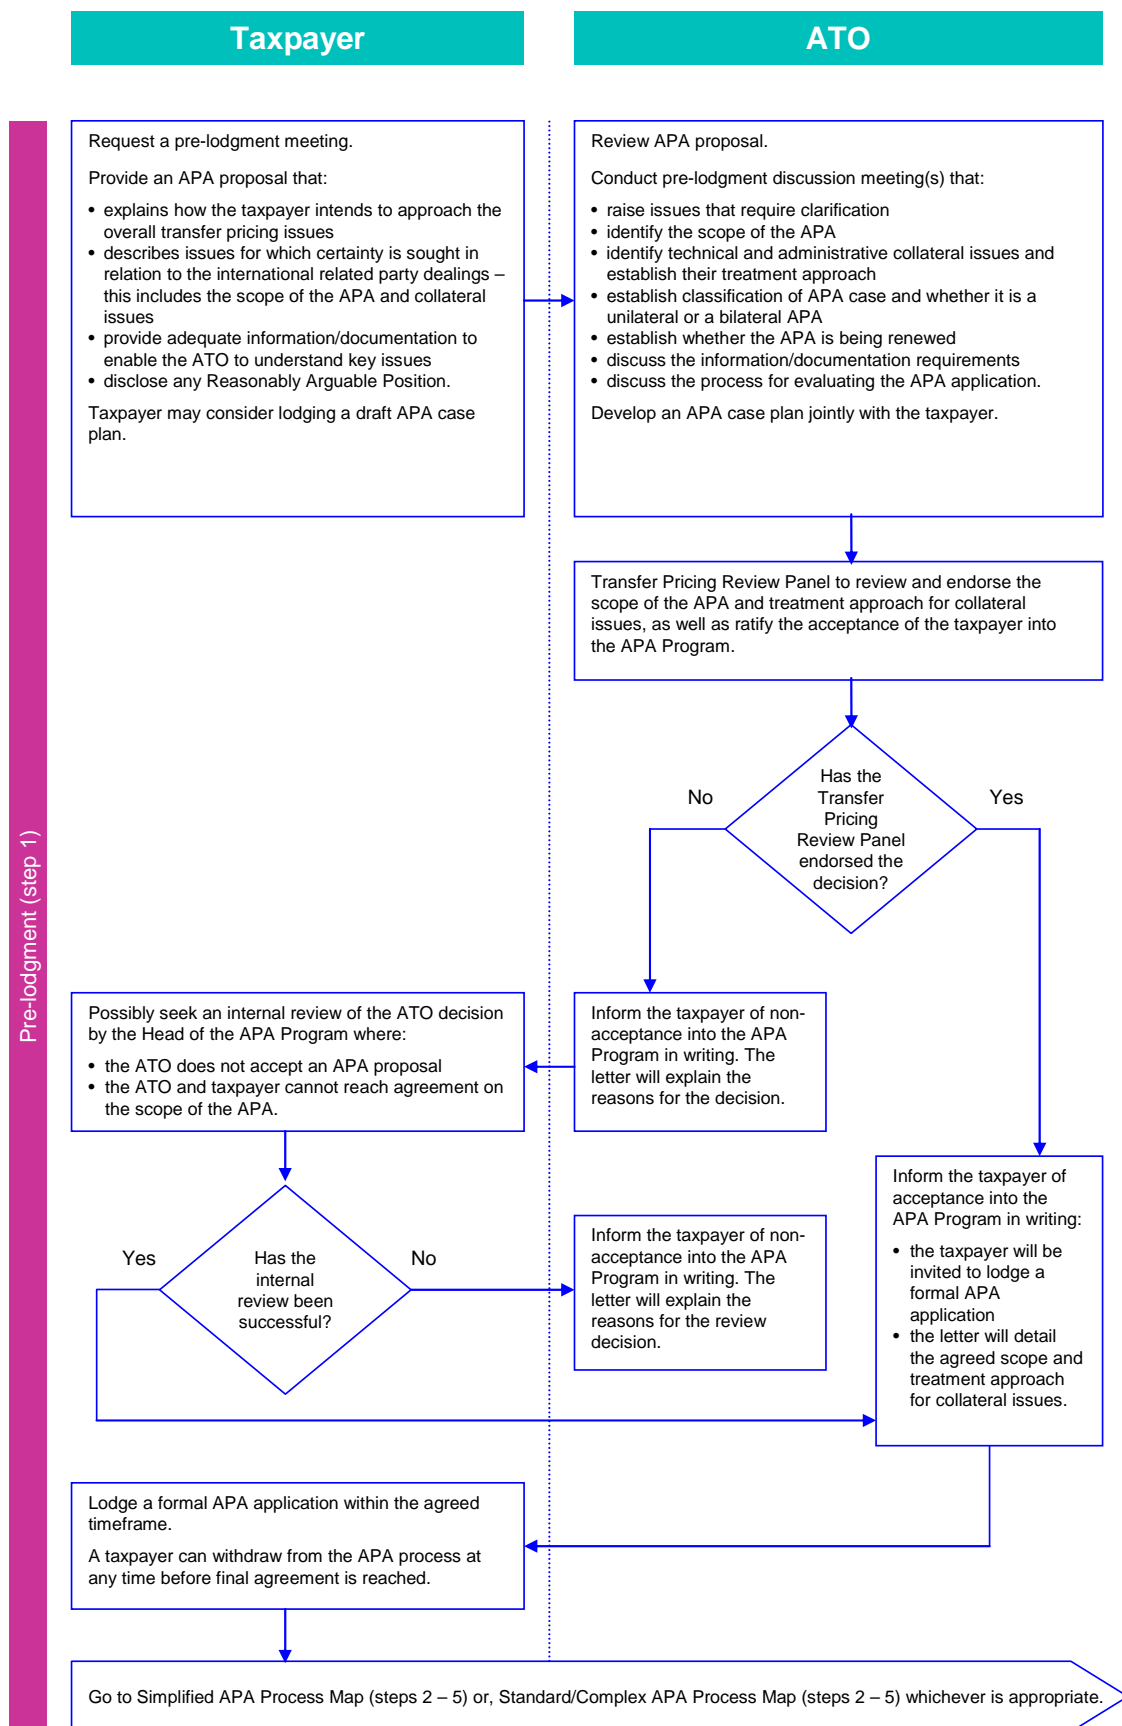 Taxpayer
ATO
Pre-lodgment (step 1)
Request a pre-lodgment meeting.
Provide an APA proposal that:
• explains how the taxpayer intends to approach the
overall transfer pricing issues
• describes issues for which certainty is sought in
relation to the international related party dealings –
this includes the scope of the APA and collateral
issues
• provide adequate information/documentation to
enable the ATO to understand key issues
• disclose any Reasonably Arguable Position.
Taxpayer may consider lodging a draft APA case
plan.
Review APA proposal.
Conduct pre-lodgment discussion meeting(s) that:
• raise issues that require clarification
• identify the scope of the APA
• identify technical and administrative collateral issues and
establish their treatment approach
• establish classification of APA case and whether it is a
unilateral or a bilateral APA
• establish whether the APA is being renewed
• discuss the information/documentation requirements
• discuss the process for evaluating the APA application.
Develop an APA case plan jointly with the taxpayer.
Transfer Pricing Review Panel to review and endorse the
scope of the APA and treatment approach for collateral
issues, as well as ratify the acceptance of the taxpayer into
the APA Program.
Has the
Transfer
Pricing
Review Panel
endorsed the
decision?
No
Yes
Inform the taxpayer of non-
acceptance into the APA
Program in writing. The
letter will explain the
reasons for the decision.
Possibly seek an internal review of the ATO decision
by the Head of the APA Program where:
• the ATO does not accept an APA proposal
• the ATO and taxpayer cannot reach agreement on
the scope of the APA.
Has the
internal
review been
successful?
Yes
No
Inform the taxpayer of non-
acceptance into the APA
Program in writing. The
letter will explain the
reasons for the review
decision.
Inform the taxpayer of
acceptance into the
APA Program in writing:
• the taxpayer will be
invited to lodge a
formal APA
application
• the letter will detail
the agreed scope and
treatment approach
for collateral issues.
Lodge a formal APA application within the agreed
timeframe.
A taxpayer can withdraw from the APA process at
any time before final agreement is reached.
Go to Simplified APA Process Map (steps 2 – 5) or, Standard/Complex APA Process Map (steps 2 – 5) whichever is appropriate.